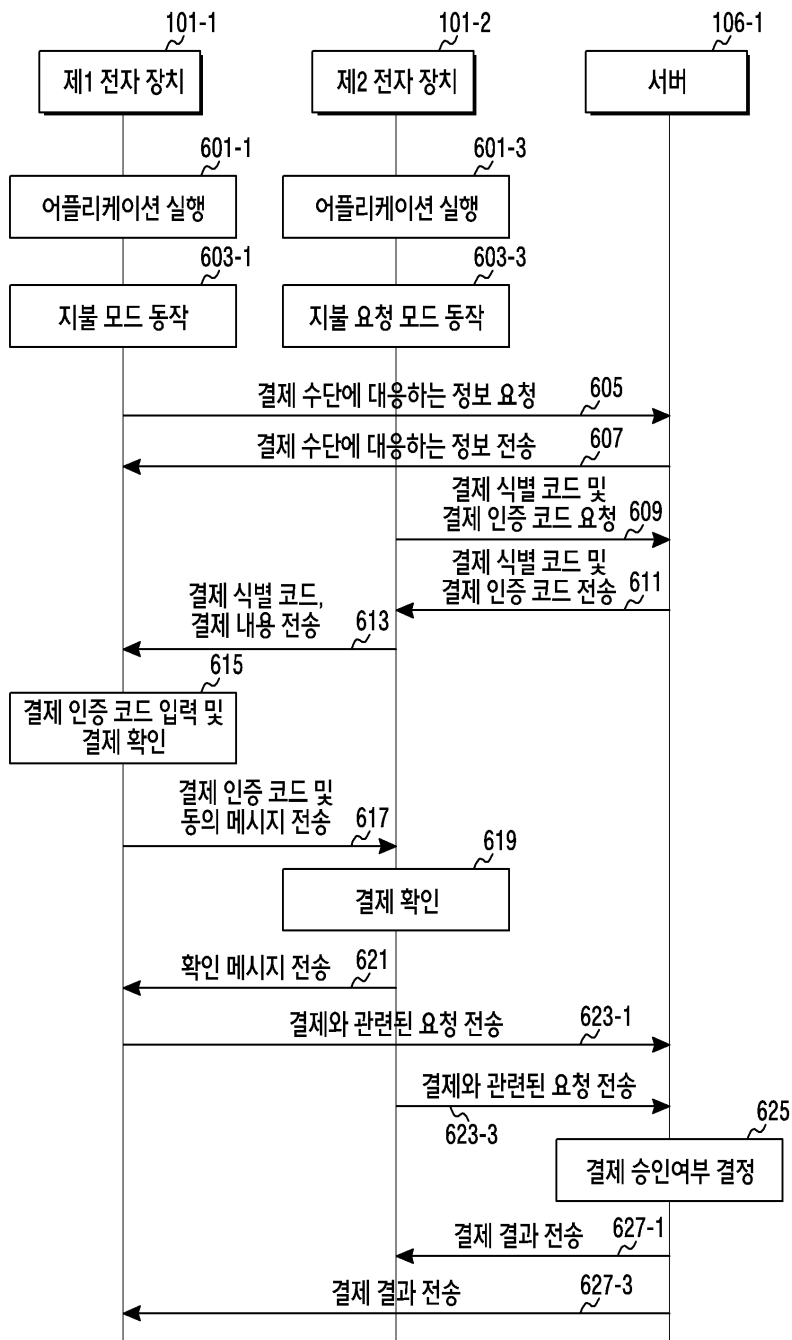 101-1
101-2
106-1
제1 전자 장치
제2 전자 장치
서버
601-1
601-3
어플리케이션 실행
어플리케이션 실행
603-1
603-3
지불 모드 동작
지불 요청 모드 동작
결제 수단에 대응하는 정보 요청
605
결제 수단에 대응하는 정보 전송
607
결제 식별 코드 및
결제 인증 코드 요청
609
결제 식별 코드 및
결제 인증 코드 전송
611
결제 식별 코드,
결제 내용 전송
613
615
결제 인증 코드 입력 및
결제 확인
결제 인증 코드 및
동의 메시지 전송
617
619
결제 확인
확인 메시지 전송
621
결제와 관련된 요청 전송
623-1
결제와 관련된 요청 전송
623-3
625
결제 승인여부 결정
결제 결과 전송
627-1
결제 결과 전송
627-3